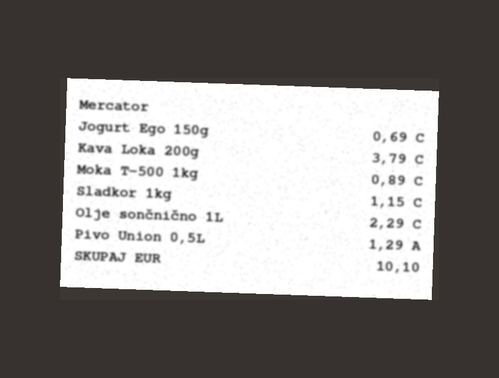 Mercator
Jogurt Ego 150g 0,69 C
Kava Loka 200g 3,79 C
Moka T-500 1kg 0,89 C
Sladkor 1kg 1,15 C
Olje sončnično 1L 2,29 C
Pivo Union 0,5L 1,29 A
SKUPAJ EUR 10,10